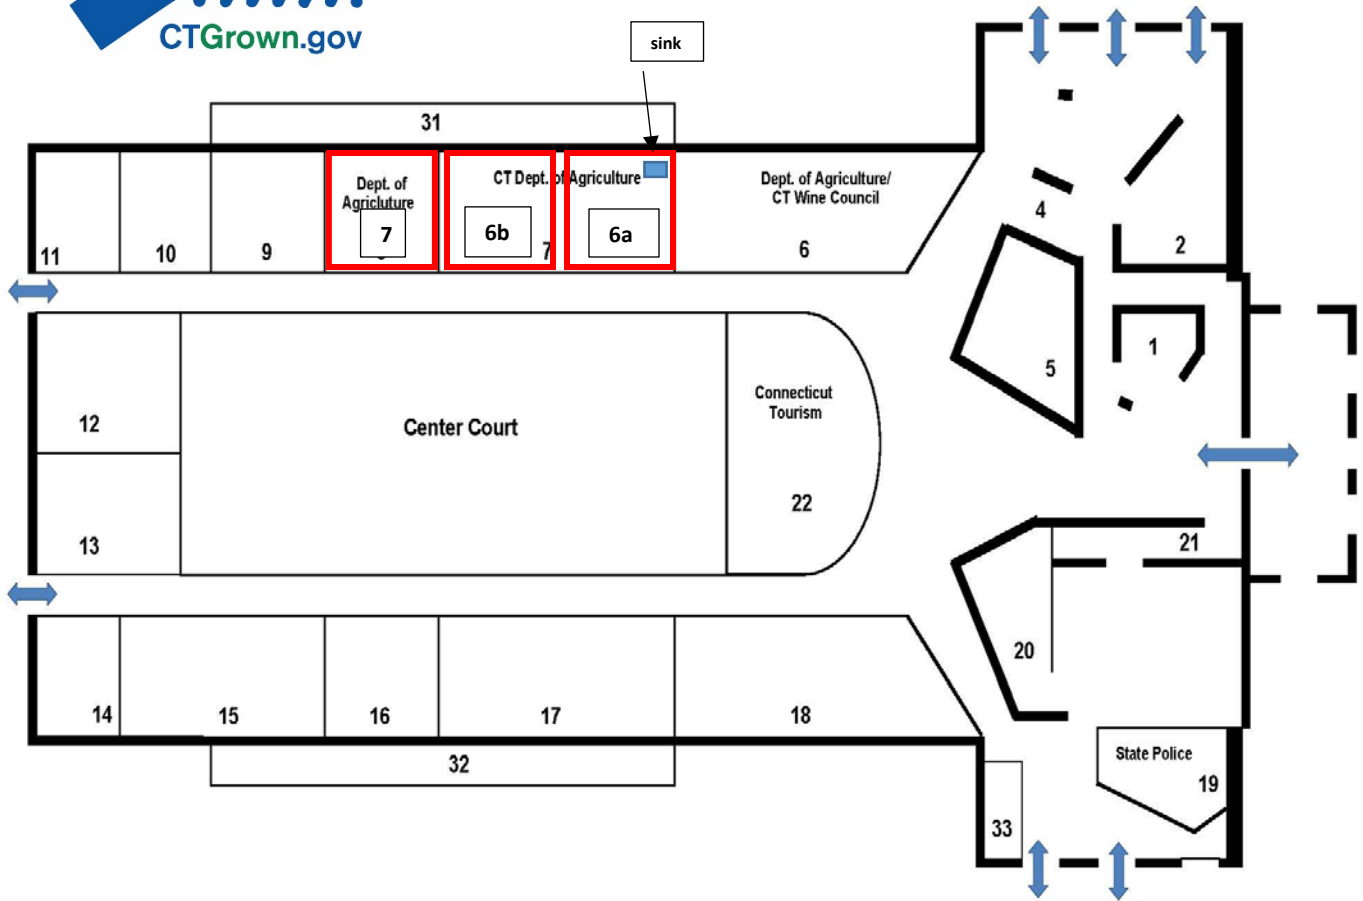 CTGrown.gov
sink
31
Dept. of
Agricluture
7
CT Dept. of Agriculture
6b
7
6a
Dept. of Agriculture/
CT Wine Council
6
11
10
9
4
2
5
1
12
13
Center Court
Connecticut
Tourism
22
21
20
14
15
16
17
18
32
State Police
19
33